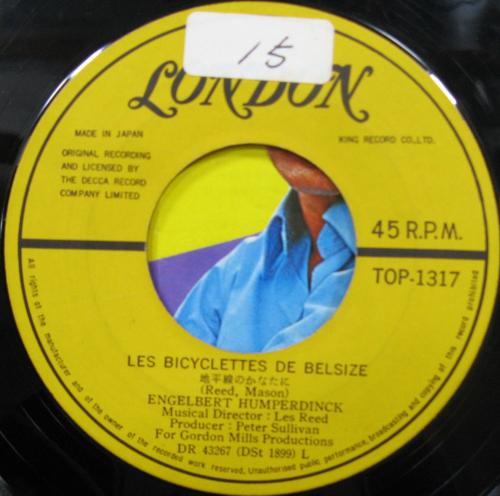 15
LONDON
MADE IN JAPAN
KING RECORD CO., LTD.
ORIGINAL RECORDING
AND LICENSED BY
THE DECCA RECORD
COMPANY LIMITED
45 R.P.M.
TOP-1317
LES BICYCLETTES DE BELSIZE
地平線のかなたに
(Reed, Mason)
ENGELBERT HUMPERDINCK
Musical Director : Les Reed
Producer : Peter Sullivan
For Gordon Mills Productions
DR 43267 (DSt 1899) L
All rights of the manufacturer and of the owner of the recorded work reserved. Unauthorised public performance, broadcasting and copying of this record prohibited